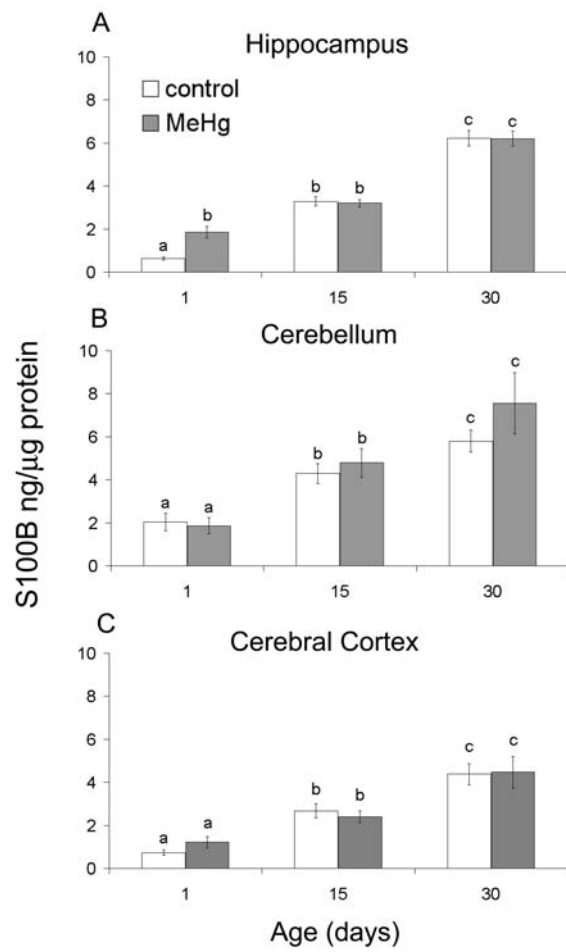 A
Hippocampus
10
8
6
4
2
0
control
MeHg
a
b
b
b
c
c
1
15
30
B
Cerebellum
10
8
6
4
2
0
a
a
b
b
c
c
1
15
30
S100B ng/μg protein
C
Cerebral Cortex
10
8
6
4
2
0
a
a
b
b
c
c
1
15
30
Age (days)